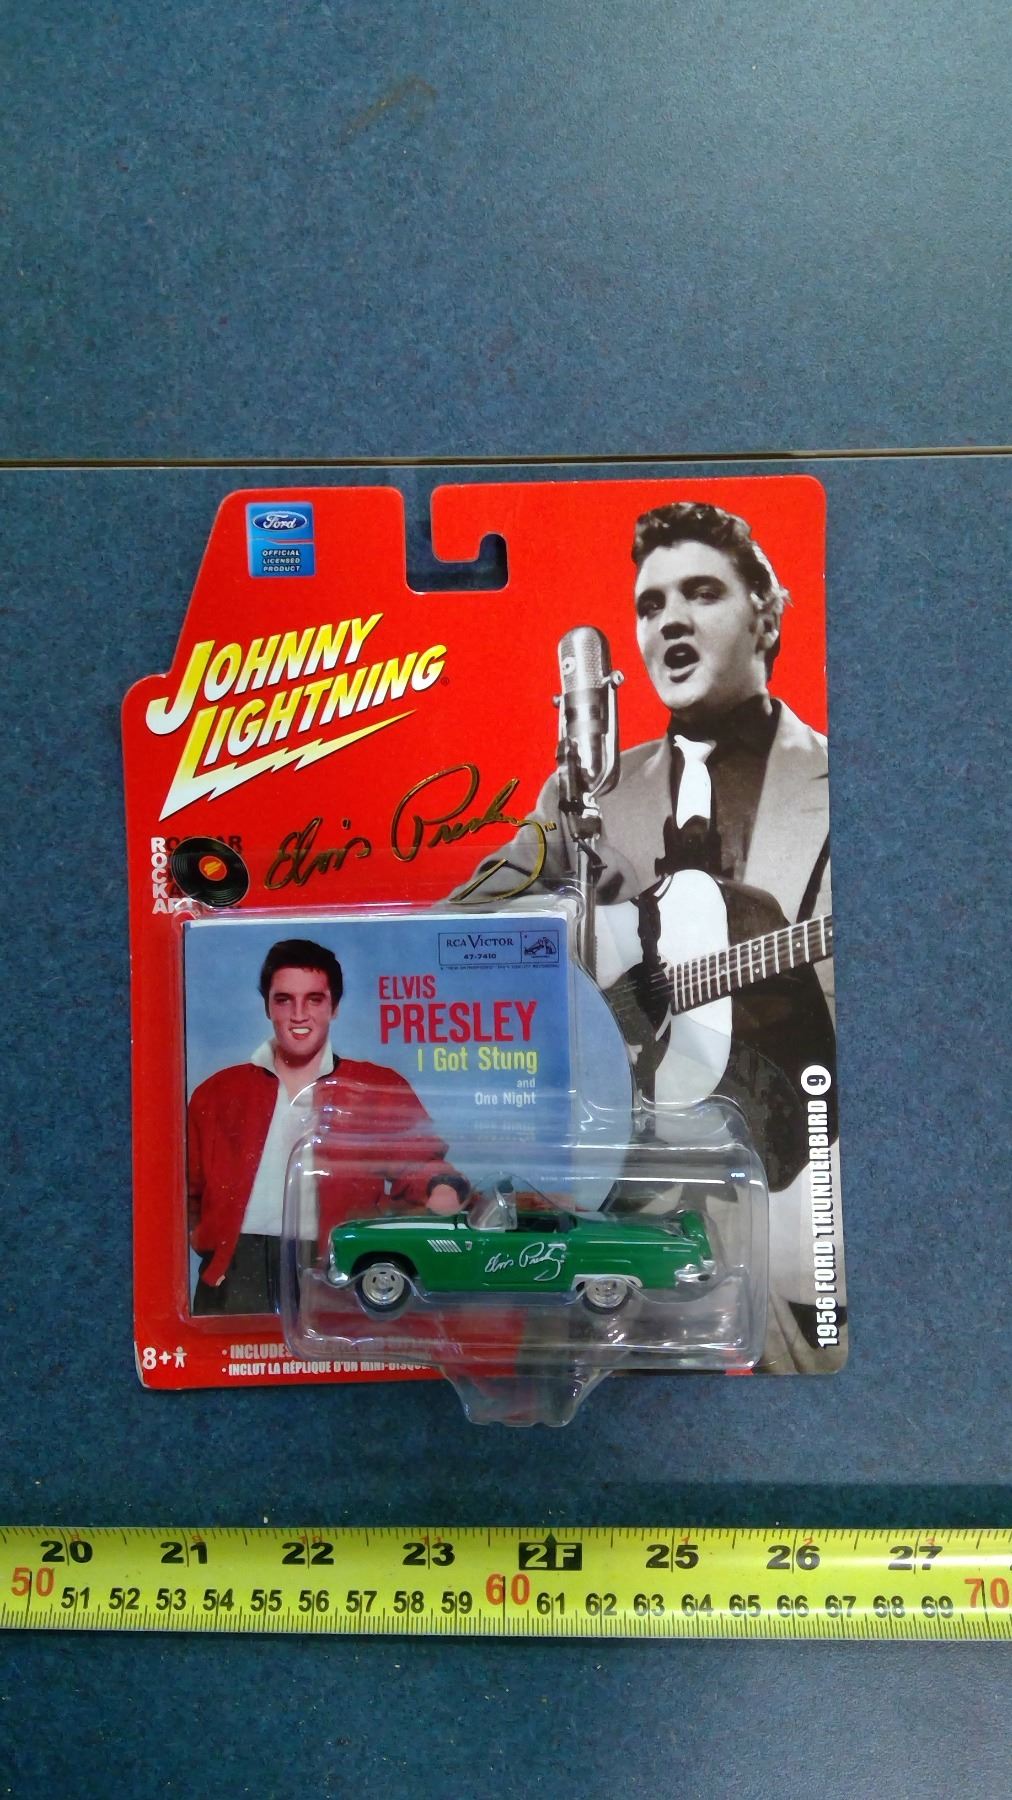 Ford
OFFICIAL
LICENSED
PRODUCT
JOHNNY
LIGHTNING®
Elvis Presley™
RCA VICTOR
47-7410
ELVIS
PRESLEY
I Got Stung
and
One Night
Elvis Presley
1956 FORD THUNDERBIRD 9
8+
• INCLUDES
• INCLUT LA RÉPLIQUE D'UN MINI-DISQUE
20 21 22 23 2F 25 26 27
50 51 52 53 54 55 56 57 58 59 60 61 62 63 64 65 66 67 68 69 70